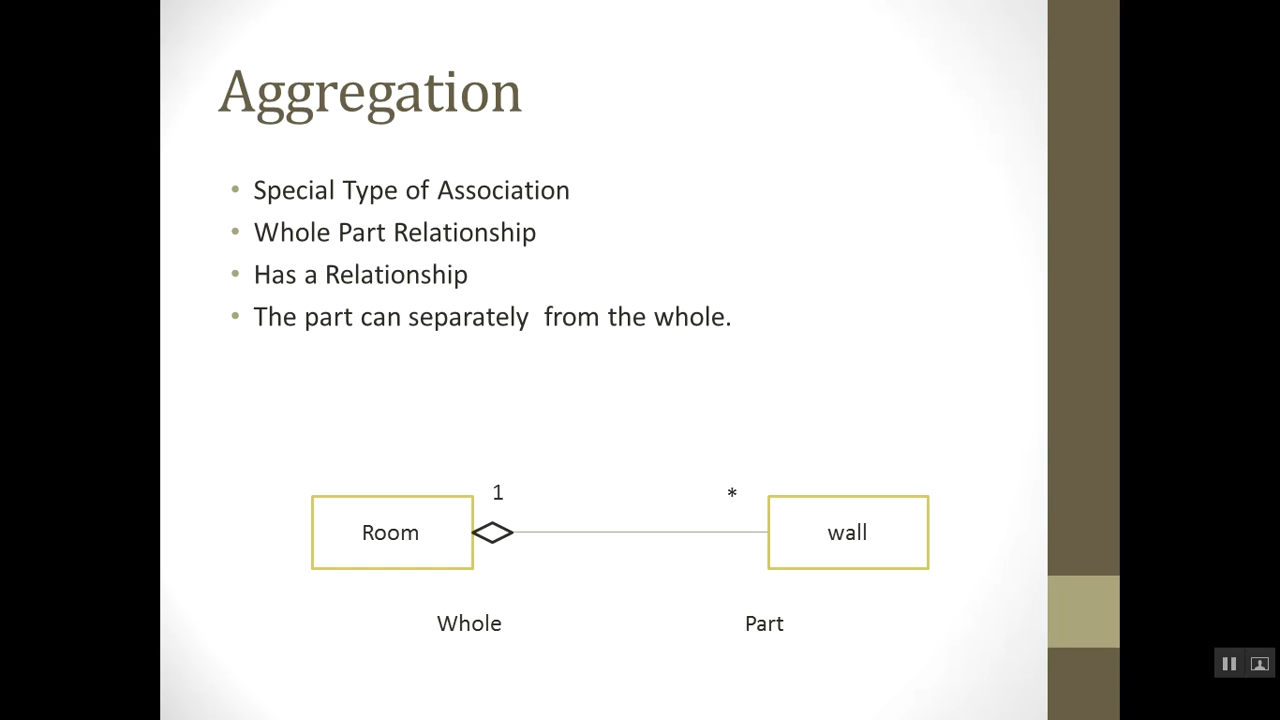 Aggregation
• Special Type of Association
• Whole Part Relationship
• Has a Relationship
• The part can separately  from the whole.
1 *
Room wall
Whole Part